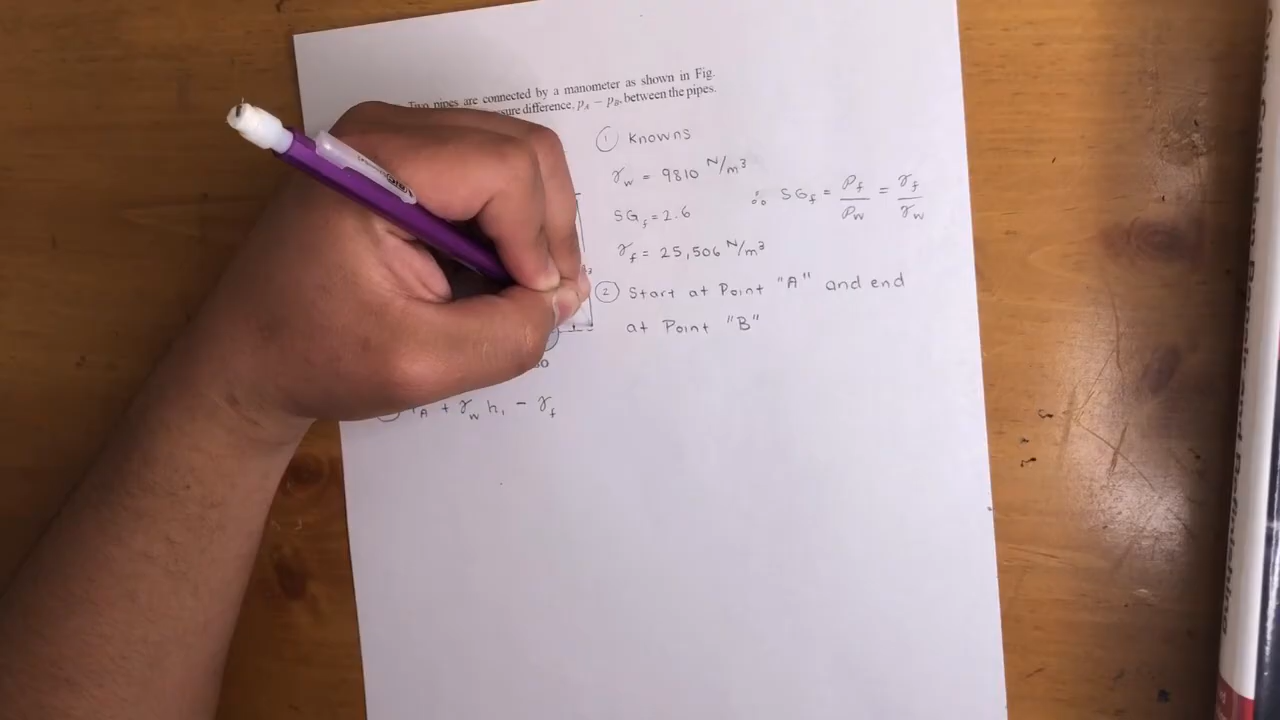 Two pipes are connected by a manometer as shown in Fig.
difference, pA − pB, between the pipes.
① Knowns
γw = 9810 N/m³
∴ SGf = ρf/ρw = γf/γw
SGf = 2.6
γf = 25,506 N/m³
② Start at Point "A" and end
at Point "B"
A + γw h₁ − γf